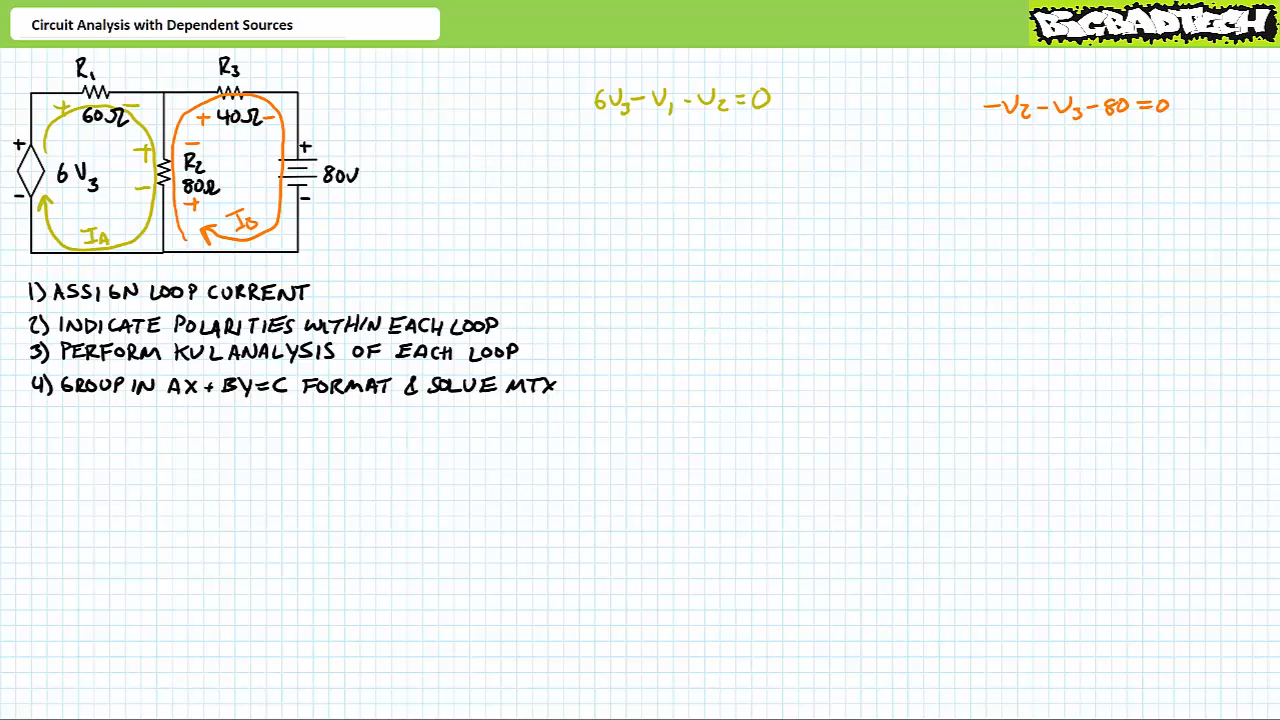 Circuit Analysis with Dependent Sources
BIGBADTECH
R1
R3
60Ω
40Ω
+ −
+ −
+
−
6 V3
+
−
−
+
R2
80Ω
+
−
80V
IA
IB
6V3 − V1 − V2 = 0
−V2 − V3 − 80 = 0
1) ASSIGN LOOP CURRENT
2) INDICATE POLARITIES WITHIN EACH LOOP
3) PERFORM KVL ANALYSIS OF EACH LOOP
4) GROUP IN AX + BY = C FORMAT & SOLVE MTX